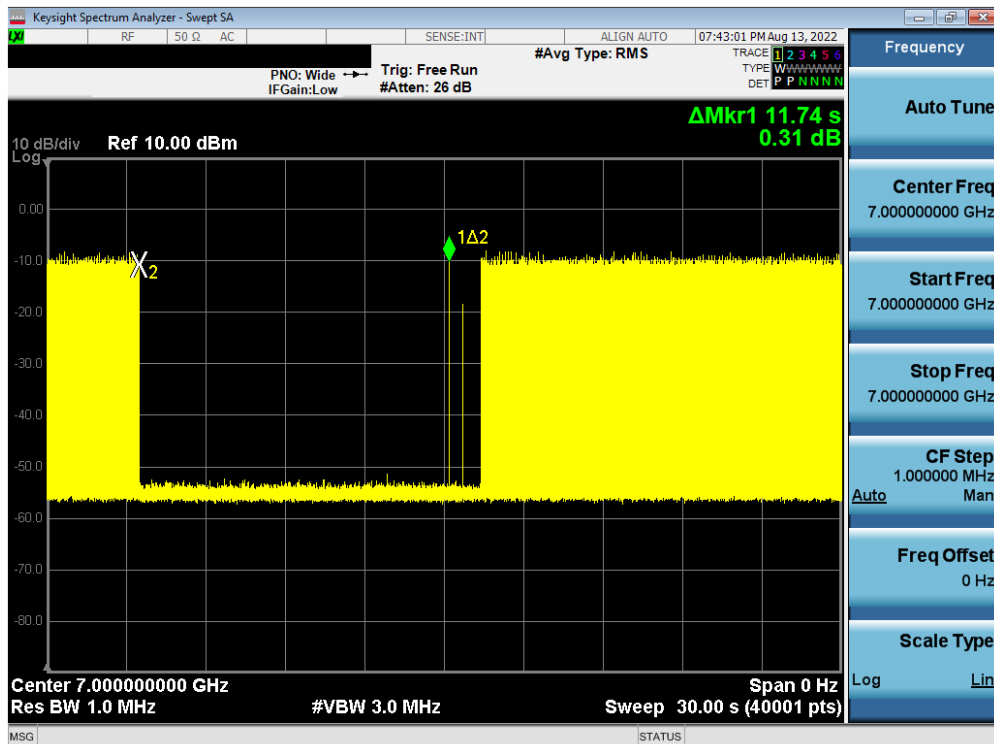 Keysight Spectrum Analyzer - Swept SA
LXI RF 50 Ω AC SENSE:INT ALIGN AUTO 07:43:01 PM Aug 13, 2022
Frequency
#Avg Type: RMS
TRACE 1 2 3 4 5 6
PNO: Wide Trig: Free Run
TYPE WWWWWW
IFGain:Low #Atten: 26 dB
DET P P N N N N
ΔMkr1 11.74 s
0.31 dB
10 dB/div Ref 10.00 dBm
Log
0.00
-10.0
-20.0
-30.0
-40.0
-50.0
-60.0
-70.0
-80.0
2
1Δ2
Center 7.000000000 GHz Span 0 Hz
Res BW 1.0 MHz #VBW 3.0 MHz Sweep 30.00 s (40001 pts)
MSG STATUS
Auto Tune
Center Freq
7.000000000 GHz
Start Freq
7.000000000 GHz
Stop Freq
7.000000000 GHz
CF Step
1.000000 MHz
Auto Man
Freq Offset
0 Hz
Scale Type
Log Lin